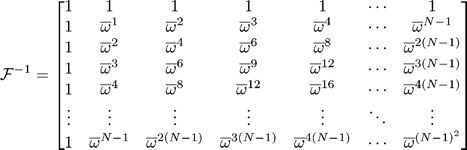 1 1 1 1 1 ⋯ 1
1 ω̅¹ ω̅² ω̅³ ω̅⁴ ⋯ ω̅ᴺ⁻¹
1 ω̅² ω̅⁴ ω̅⁶ ω̅⁸ ⋯ ω̅²⁽ᴺ⁻¹⁾
ℱ⁻¹ = 1 ω̅³ ω̅⁶ ω̅⁹ ω̅¹² ⋯ ω̅³⁽ᴺ⁻¹⁾
1 ω̅⁴ ω̅⁸ ω̅¹² ω̅¹⁶ ⋯ ω̅⁴⁽ᴺ⁻¹⁾
⋮ ⋮ ⋮ ⋮ ⋮ ⋱ ⋮
1 ω̅ᴺ⁻¹ ω̅²⁽ᴺ⁻¹⁾ ω̅³⁽ᴺ⁻¹⁾ ω̅⁴⁽ᴺ⁻¹⁾ ⋯ ω̅⁽ᴺ⁻¹⁾²